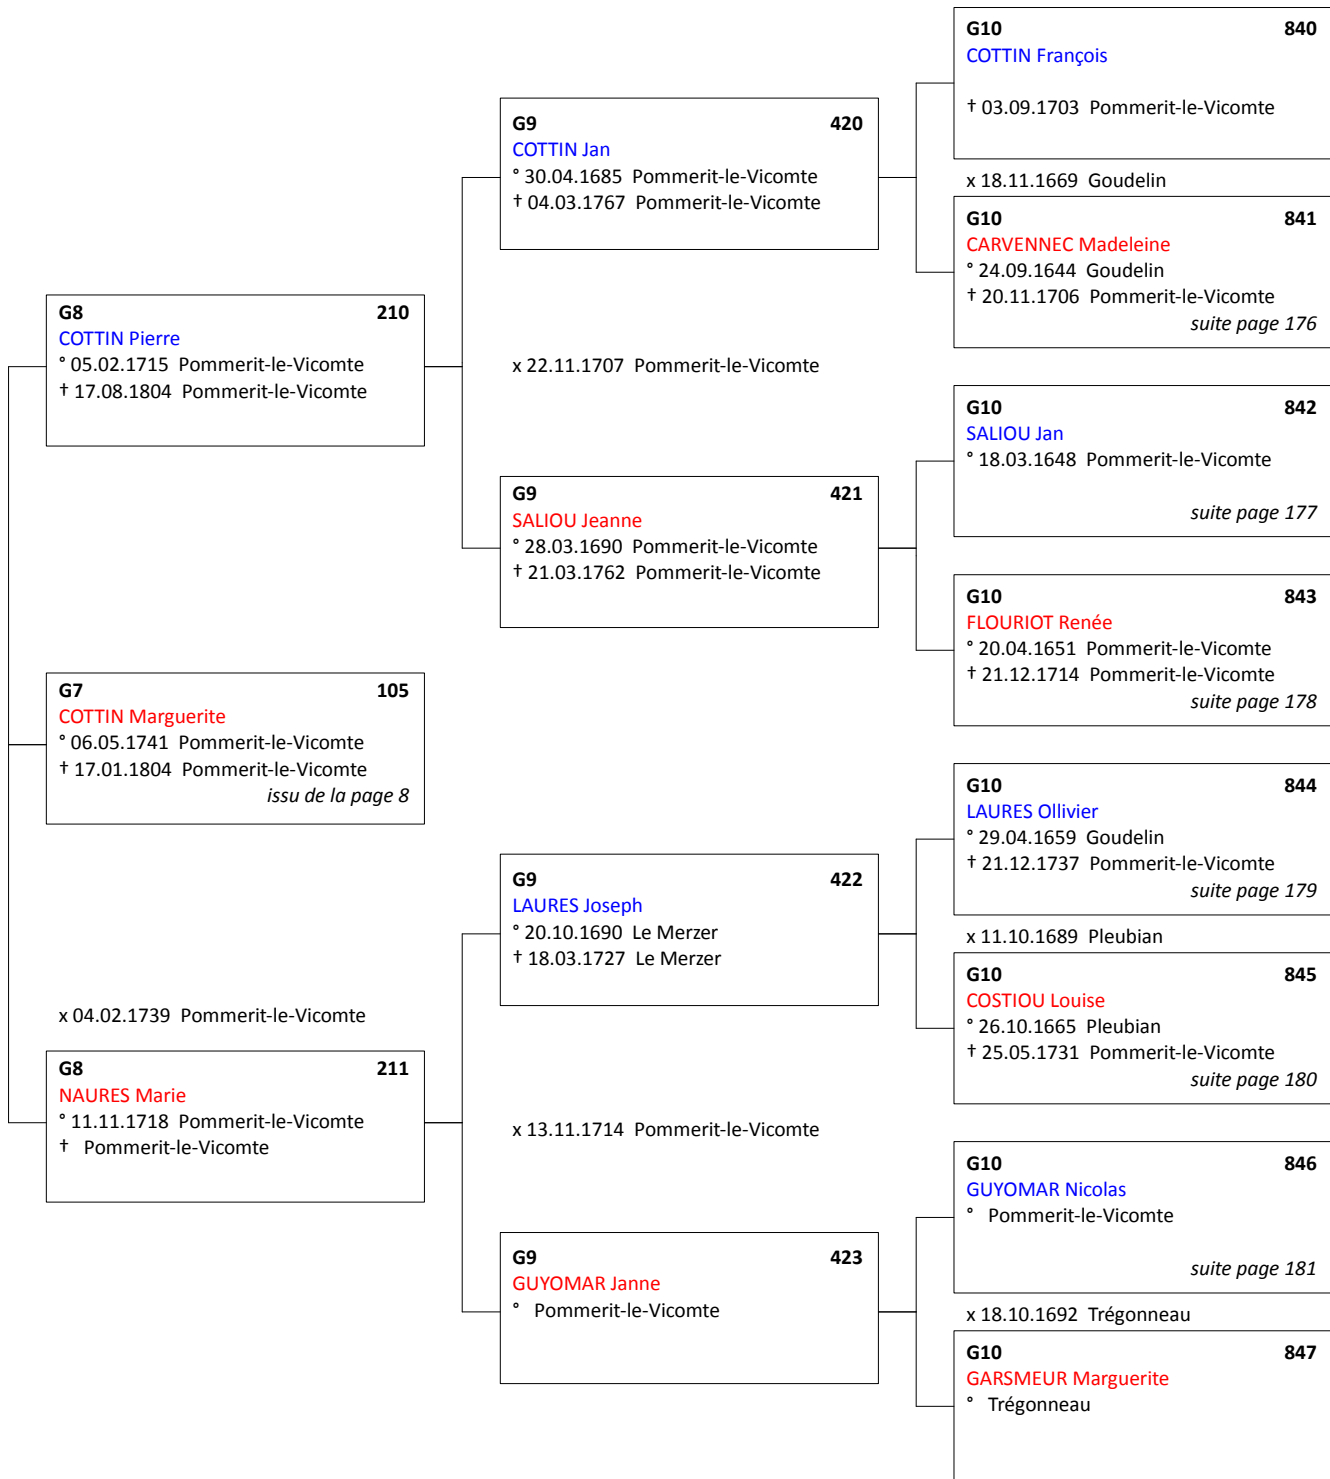 G8 210
COTTIN Pierre
° 05.02.1715 Pommerit-le-Vicomte
† 17.08.1804 Pommerit-le-Vicomte
G7 105
COTTIN Marguerite
° 06.05.1741 Pommerit-le-Vicomte
† 17.01.1804 Pommerit-le-Vicomte
issu de la page 8
x 04.02.1739 Pommerit-le-Vicomte
G8 211
NAURES Marie
° 11.11.1718 Pommerit-le-Vicomte
† Pommerit-le-Vicomte
G9 420
COTTIN Jan
° 30.04.1685 Pommerit-le-Vicomte
† 04.03.1767 Pommerit-le-Vicomte
x 22.11.1707 Pommerit-le-Vicomte
G9 421
SALIOU Jeanne
° 28.03.1690 Pommerit-le-Vicomte
† 21.03.1762 Pommerit-le-Vicomte
G9 422
LAURES Joseph
° 20.10.1690 Le Merzer
† 18.03.1727 Le Merzer
x 13.11.1714 Pommerit-le-Vicomte
G9 423
GUYOMAR Janne
° Pommerit-le-Vicomte
G10 840
COTTIN François
† 03.09.1703 Pommerit-le-Vicomte
x 18.11.1669 Goudelin
G10 841
CARVENNEC Madeleine
° 24.09.1644 Goudelin
† 20.11.1706 Pommerit-le-Vicomte
suite page 176
G10 842
SALIOU Jan
° 18.03.1648 Pommerit-le-Vicomte
suite page 177
G10 843
FLOURIOT Renée
° 20.04.1651 Pommerit-le-Vicomte
† 21.12.1714 Pommerit-le-Vicomte
suite page 178
G10 844
LAURES Ollivier
° 29.04.1659 Goudelin
† 21.12.1737 Pommerit-le-Vicomte
suite page 179
x 11.10.1689 Pleubian
G10 845
COSTIOU Louise
° 26.10.1665 Pleubian
† 25.05.1731 Pommerit-le-Vicomte
suite page 180
G10 846
GUYOMAR Nicolas
° Pommerit-le-Vicomte
suite page 181
x 18.10.1692 Trégonneau
G10 847
GARSMEUR Marguerite
° Trégonneau